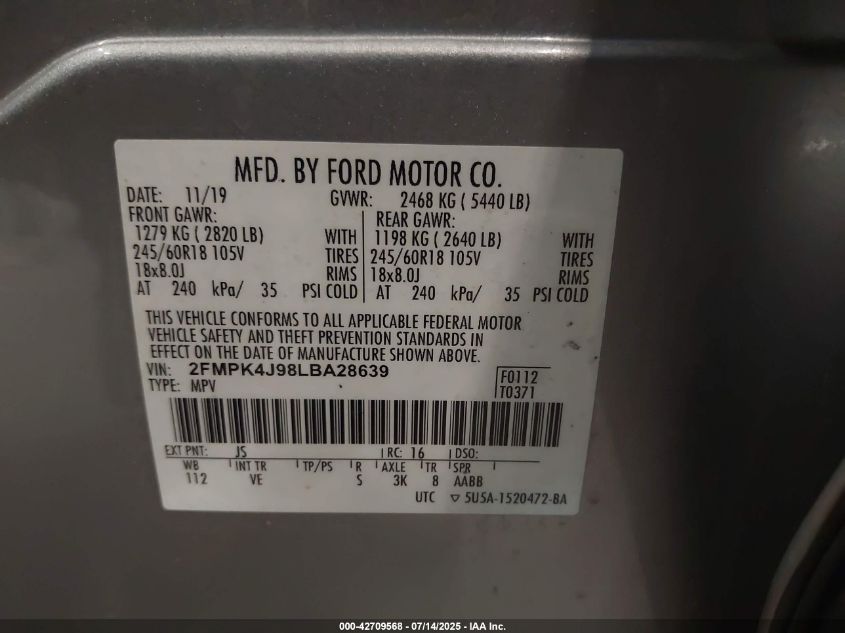 MFD. BY FORD MOTOR CO.
DATE: 11/19 GVWR: 2468 KG ( 5440 LB)
FRONT GAWR: REAR GAWR:
1279 KG ( 2820 LB) WITH 1198 KG ( 2640 LB) WITH
245/60R18 105V TIRES 245/60R18 105V TIRES
18x8.0J RIMS 18x8.0J RIMS
AT 240 kPa/ 35 PSI COLD AT 240 kPa/ 35 PSI COLD
THIS VEHICLE CONFORMS TO ALL APPLICABLE FEDERAL MOTOR
VEHICLE SAFETY AND THEFT PREVENTION STANDARDS IN
EFFECT ON THE DATE OF MANUFACTURE SHOWN ABOVE.
VIN: 2FMPK4J98LBA28639 F0112
TYPE: MPV T0371
EXT PNT: JS RC: 16 DSO:
WB INT TR TP/PS R AXLE TR SPR
112 VE S 3K 8 AABB
UTC ▽ 5U5A-1520472-BA
000-42709568 - 07/14/2025 - IAA Inc.